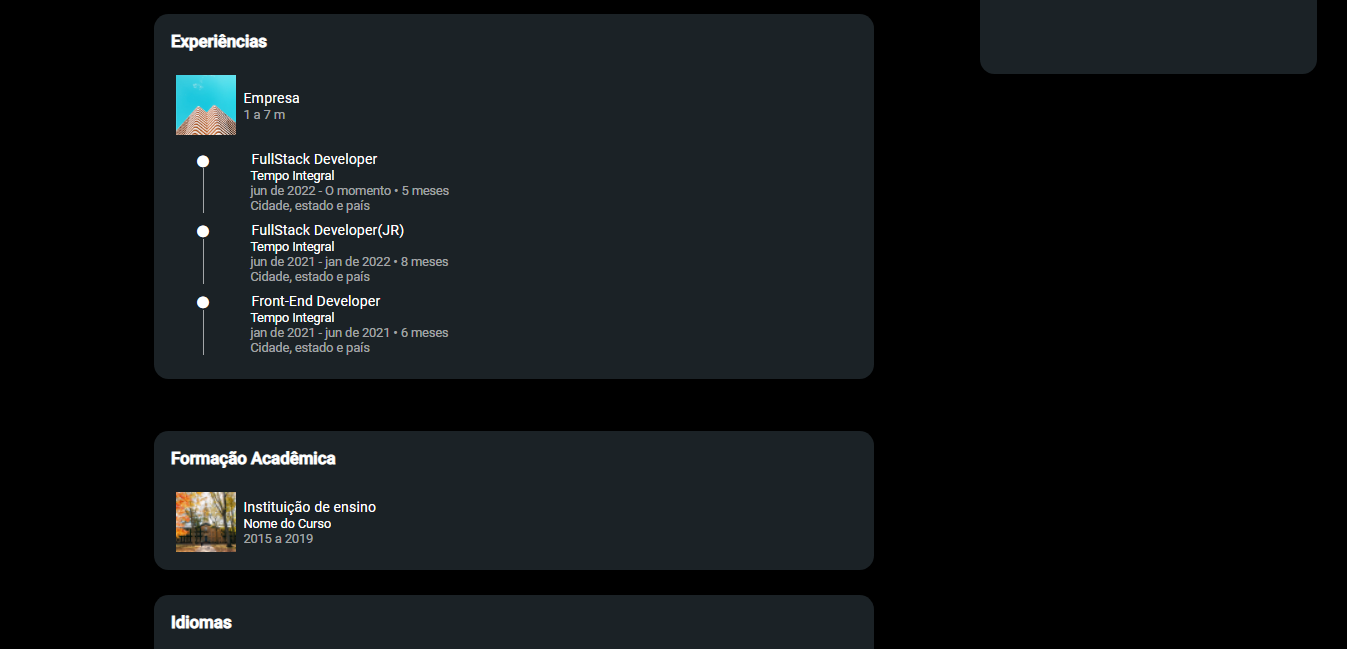 Experiências
Empresa
1 a 7 m
FullStack Developer
Tempo Integral
jun de 2022 - O momento • 5 meses
Cidade, estado e país
FullStack Developer(JR)
Tempo Integral
jun de 2021 - jan de 2022 • 8 meses
Cidade, estado e país
Front-End Developer
Tempo Integral
jan de 2021 - jun de 2021 • 6 meses
Cidade, estado e país
Formação Acadêmica
Instituição de ensino
Nome do Curso
2015 a 2019
Idiomas